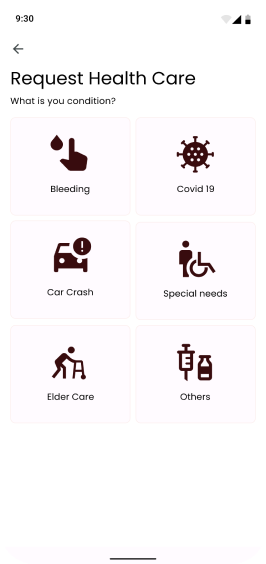 9:30
Request Health Care
What is you condition?
Bleeding
Covid 19
Car Crash
Special needs
Elder Care
Others